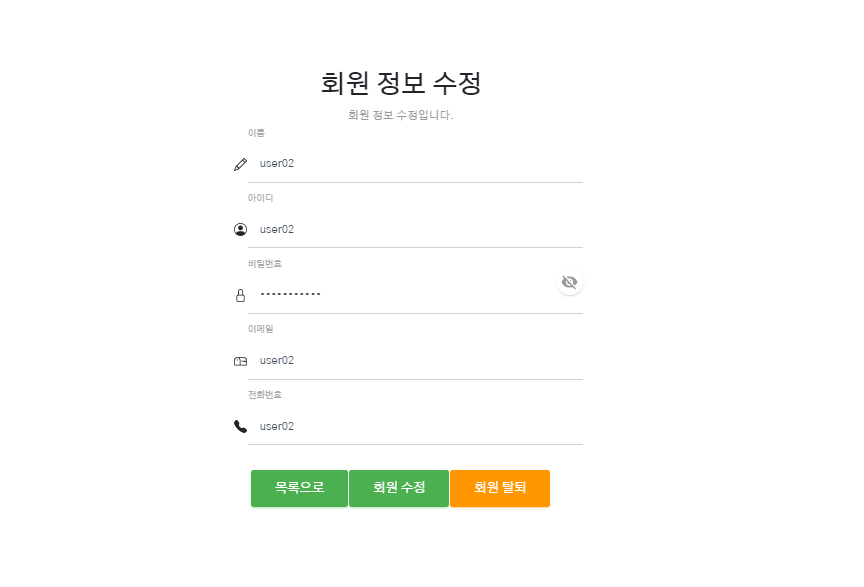 회원 정보 수정
회원 정보 수정입니다.
이름
user02
아이디
user02
비밀번호
···········
이메일
user02
전화번호
user02
목록으로 회원 수정 회원 탈퇴